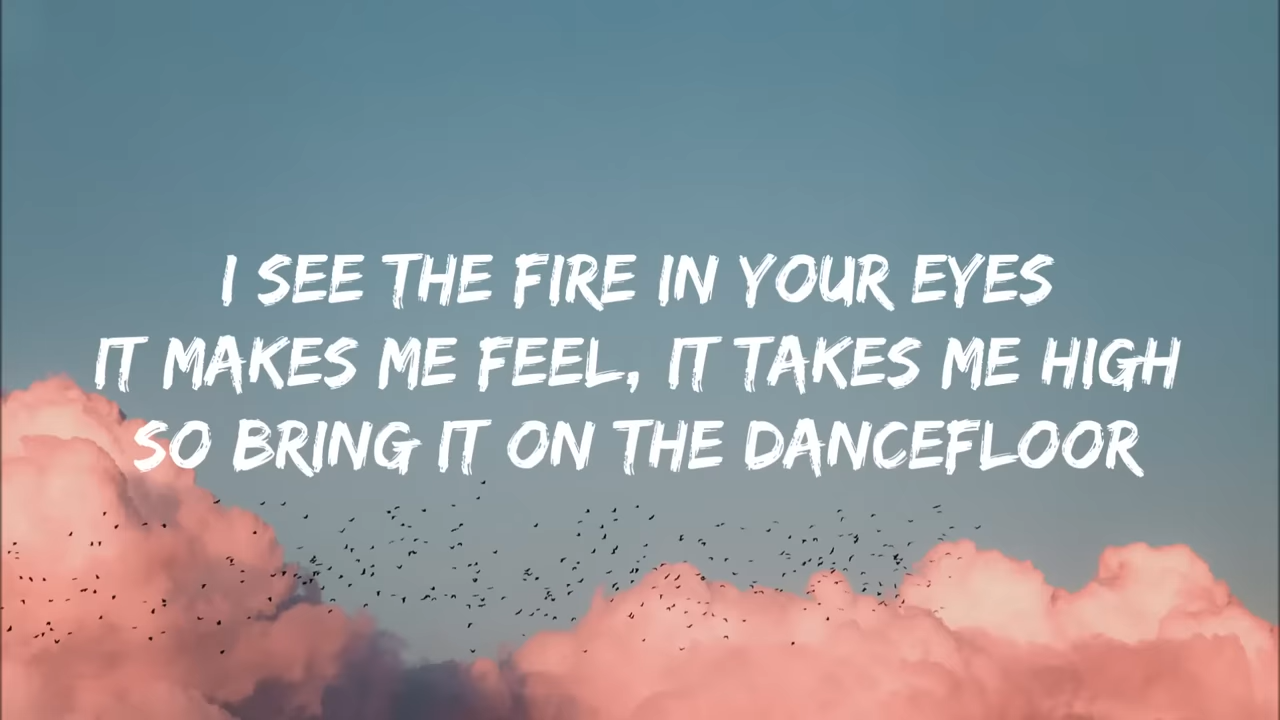 I SEE THE FIRE IN YOUR EYES
IT MAKES ME FEEL, IT TAKES ME HIGH
SO BRING IT ON THE DANCEFLOOR